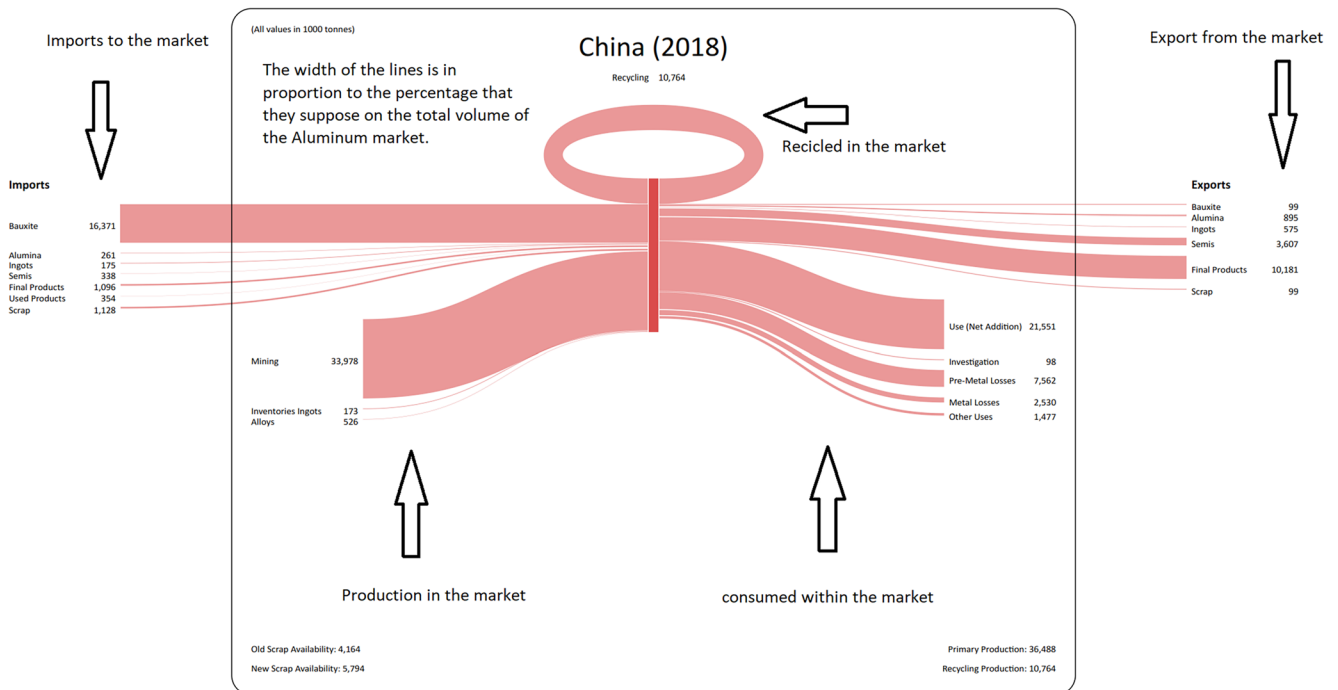 Imports to the market
(All values in 1000 tonnes)
China (2018)
Export from the market
The width of the lines is in
proportion to the percentage that
they suppose on the total volume of
the Aluminum market.
Recycling 10,764
Recicled in the market
Imports
Bauxite 16,371
Alumina 261
Ingots 175
Semis 338
Final Products 1,096
Used Products 354
Scrap 1,128
Exports
Bauxite 99
Alumina 895
Ingots 575
Semis 3,607
Final Products 10,181
Scrap 99
Mining 33,978
Inventories Ingots 173
Alloys 526
Use (Net Addition) 21,551
Investigation 98
Pre-Metal Losses 7,562
Metal Losses 2,530
Other Uses 1,477
Production in the market
consumed within the market
Old Scrap Availability: 4,164
New Scrap Availability: 5,794
Primary Production: 36,488
Recycling Production: 10,764